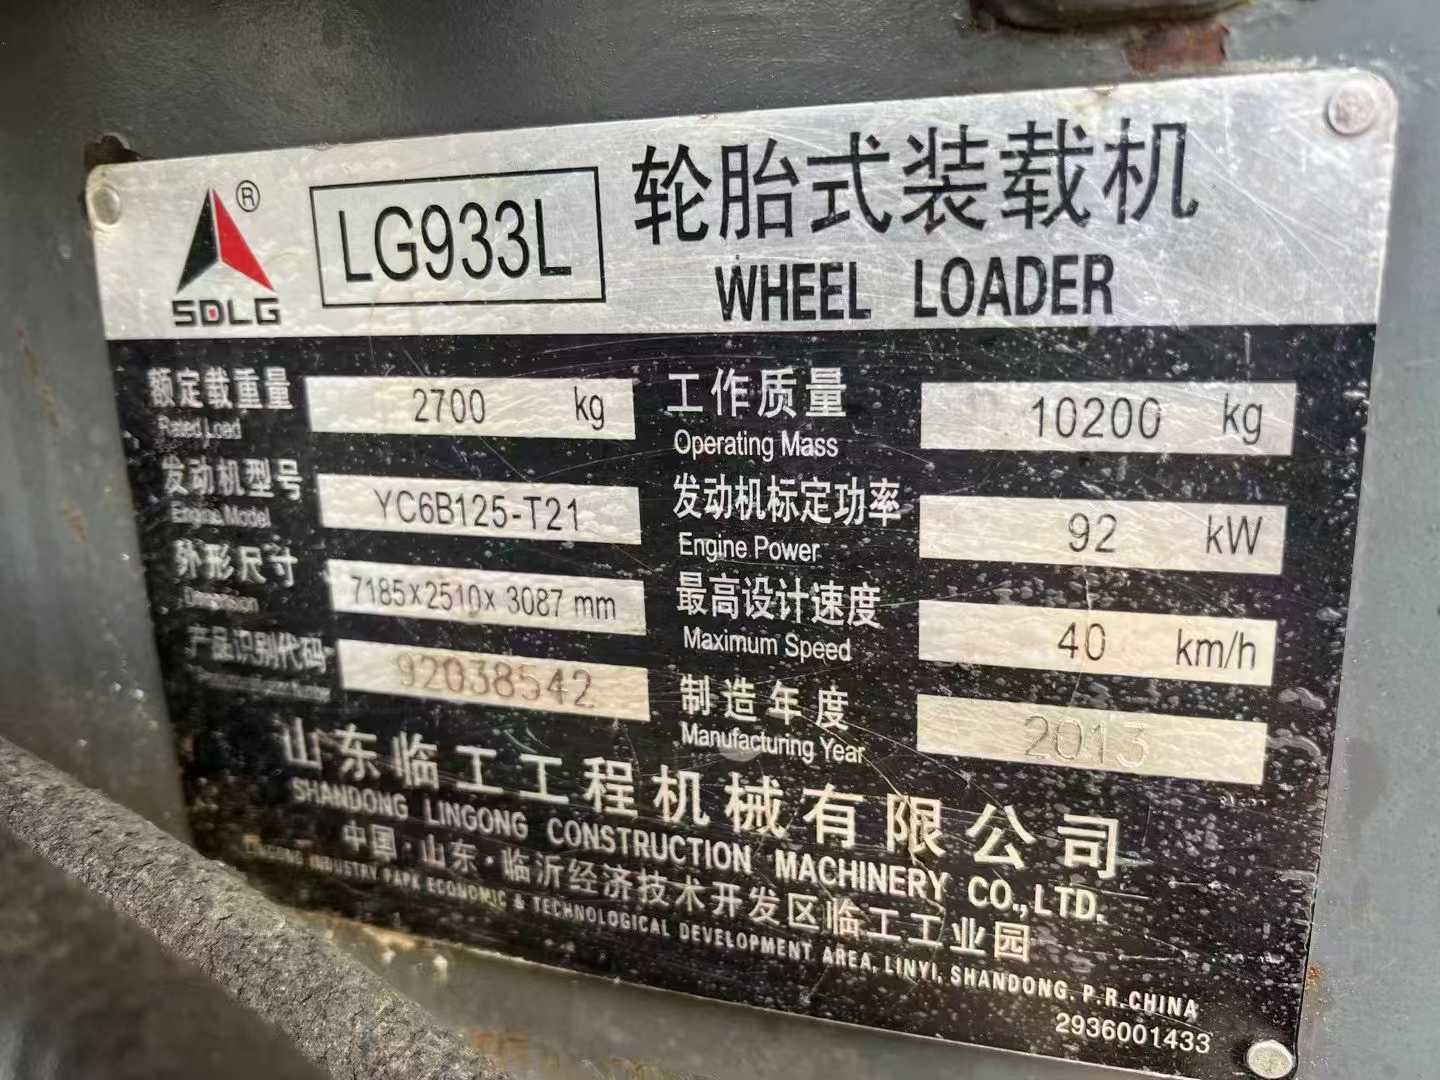 ® SDLG
LG933L
轮胎式装载机
WHEEL LOADER
额定载重量 2700 kg
Rated Load
工作质量 10200 kg
Operating Mass
发动机型号 YC6B125-T21
Engine Model
发动机标定功率 92 kW
Engine Power
外形尺寸 7185×2510×3087 mm
Dimension
最高设计速度 40 km/h
Maximum Speed
产品识别代码 92038542
制造年度 2013
Manufacturing Year
山东临工工程机械有限公司
SHANDONG LINGONG CONSTRUCTION MACHINERY CO.,LTD.
中国·山东·临沂经济技术开发区临工工业园
LINGONG INDUSTRY PARK ECONOMIC & TECHNOLOGICAL DEVELOPMENT AREA, LINYI, SHANDONG. P.R.CHINA
2936001433